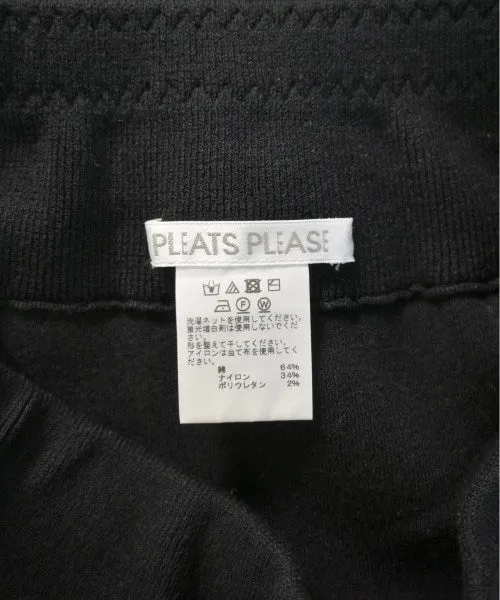 PLEATS PLEASE
F W
洗濯ネットを使用してください。
蛍光増白剤は使用しないでくだ
さい。
形を整えて干してください。
アイロンは当て布を使用してく
ださい。
綿 64%
ナイロン 34%
ポリウレタン 2%